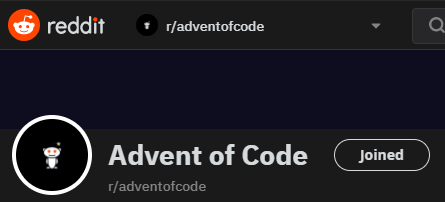 reddit r/adventofcode
Advent of Code Joined
r/adventofcode